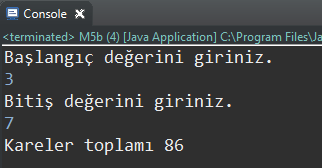 Console
<terminated> M5b (4) [Java Application] C:\Program Files\Ja
Başlangıç değerini giriniz.
3
Bitiş değerini giriniz.
7
Kareler toplamı 86